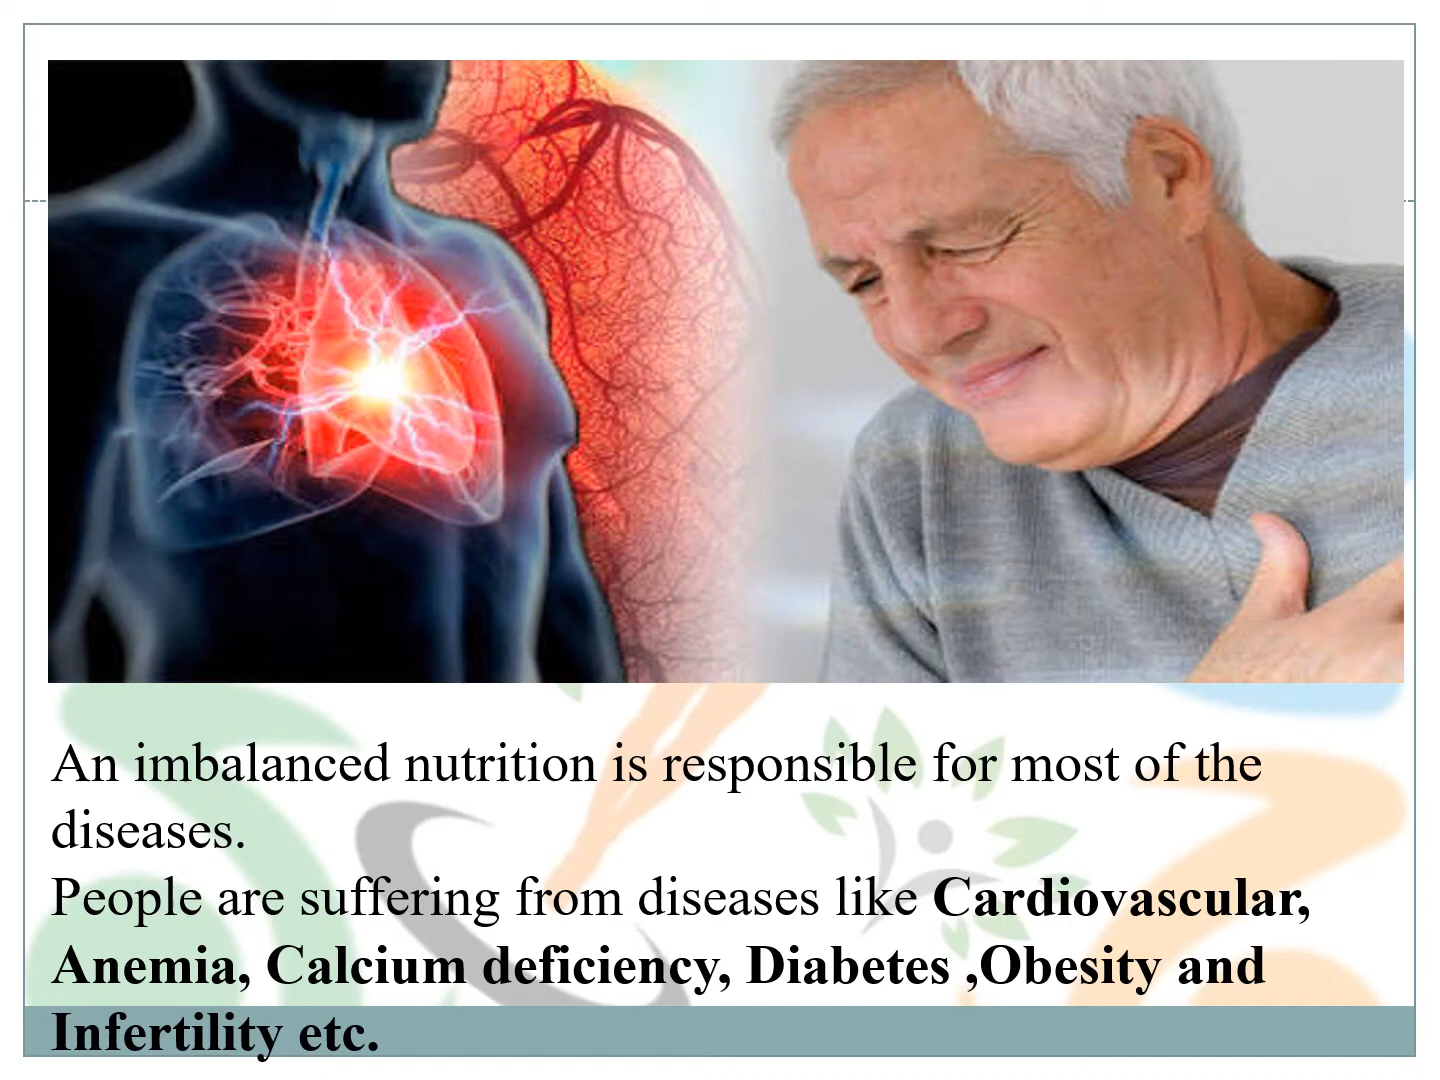 An imbalanced nutrition is responsible for most of the
diseases.
People are suffering from diseases like Cardiovascular,
Anemia, Calcium deficiency, Diabetes ,Obesity and
Infertility etc.